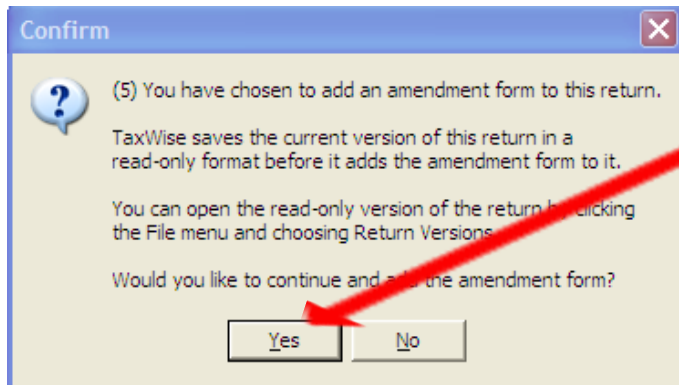 Confirm
(5) You have chosen to add an amendment form to this return.
TaxWise saves the current version of this return in a
read-only format before it adds the amendment form to it.
You can open the read-only version of the return by clicking
the File menu and choosing Return Versions.
Would you like to continue and add the amendment form?
Yes
No